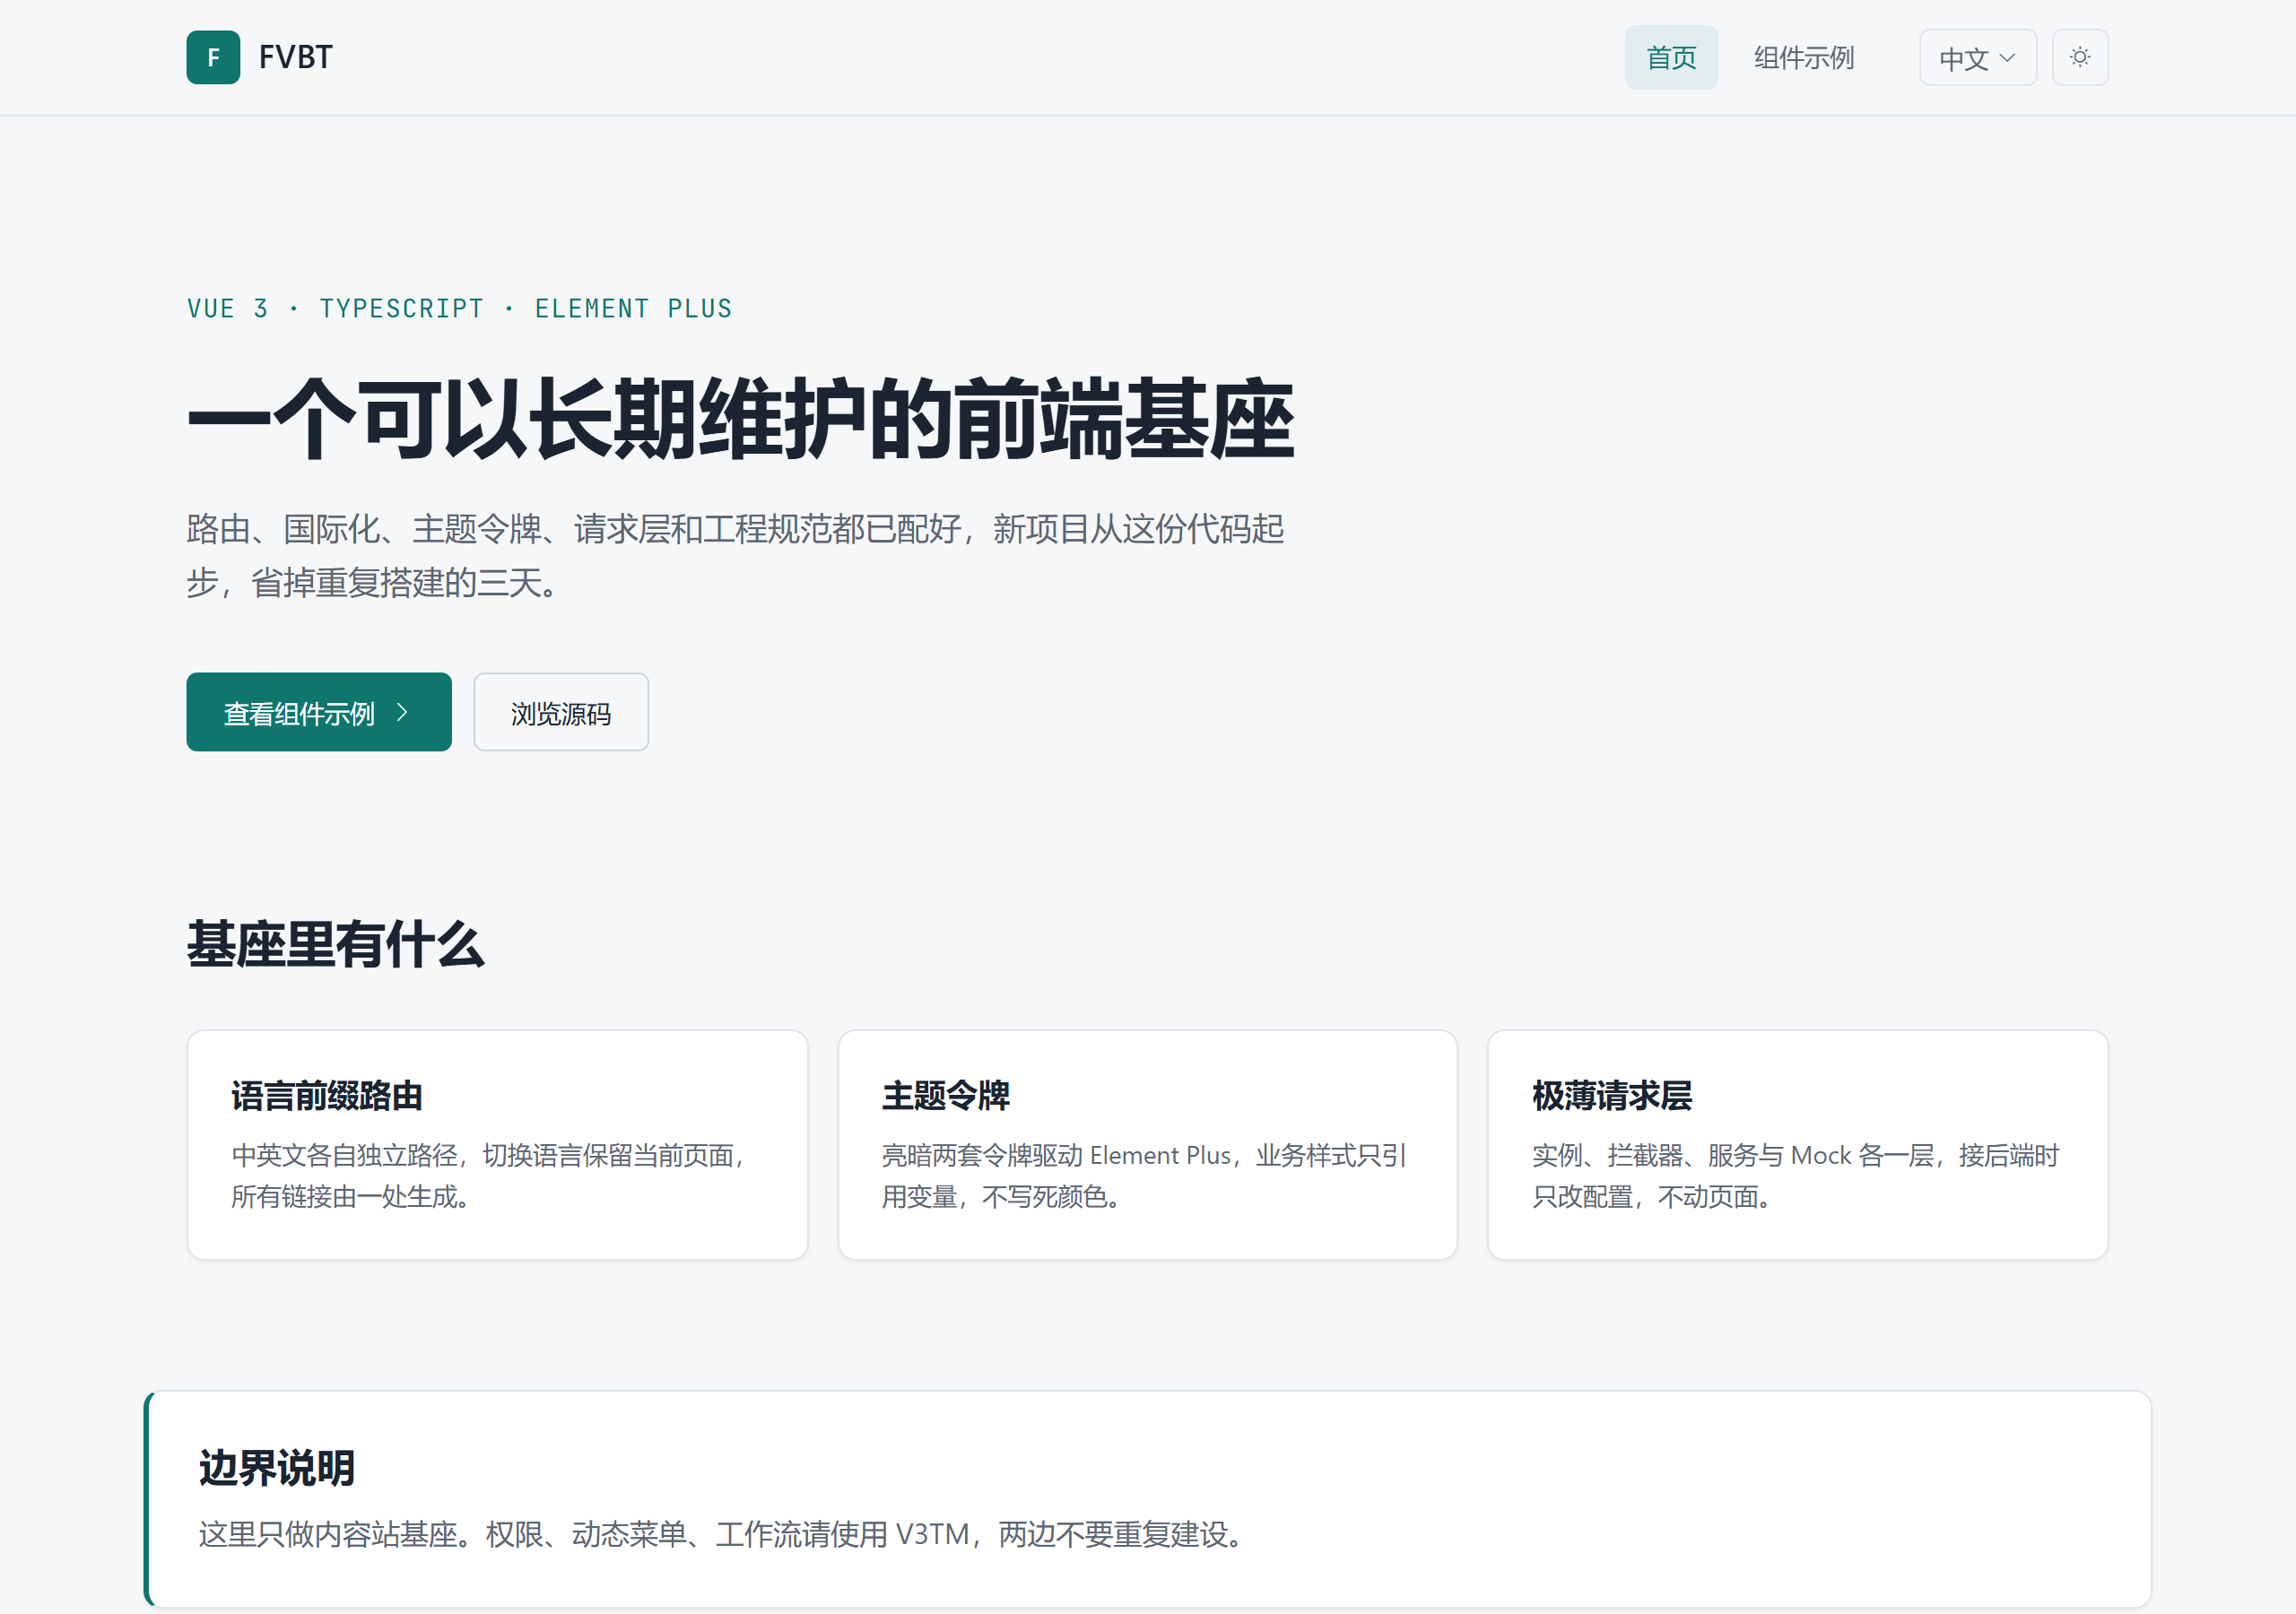 F FVBT 首页 组件示例 中文
VUE 3 · TYPESCRIPT · ELEMENT PLUS
一个可以长期维护的前端基座
路由、国际化、主题令牌、请求层和工程规范都已配好，新项目从这份代码起
步，省掉重复搭建的三天。
查看组件示例 浏览源码
基座里有什么
语言前缀路由
中英文各自独立路径，切换语言保留当前页面，
所有链接由一处生成。
主题令牌
亮暗两套令牌驱动 Element Plus，业务样式只引
用变量，不写死颜色。
极薄请求层
实例、拦截器、服务与 Mock 各一层，接后端时
只改配置，不动页面。
边界说明
这里只做内容站基座。权限、动态菜单、工作流请使用 V3TM，两边不要重复建设。